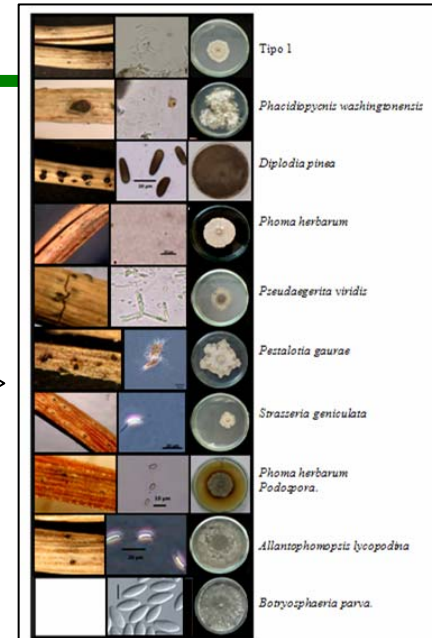 Tipo 1
Phacidiopycnis washingtonensis
Diplodia pinea
Phoma herbarum
Pseudaegerita viridis
Pestalotia gaurae
Strasseria geniculata
Phoma herbarum
Podospora.
Allantophomopsis lycopodina
Botryosphaeria parva.